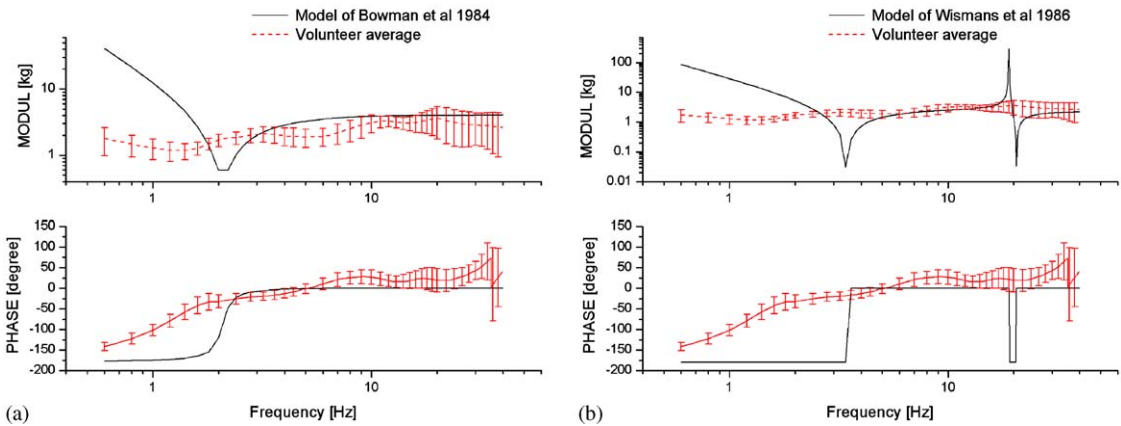 Model of Bowman et al 1984
Volunteer average
MODUL [kg]
10
1
1
10
PHASE [degree]
150
100
50
0
-50
-100
-150
-200
1
10
Frequency [Hz]
(a)
Model of Wismans et al 1986
Volunteer average
MODUL [kg]
100
10
1
0.1
0.01
1
10
PHASE [degree]
150
100
50
0
-50
-100
-150
-200
1
10
Frequency [Hz]
(b)